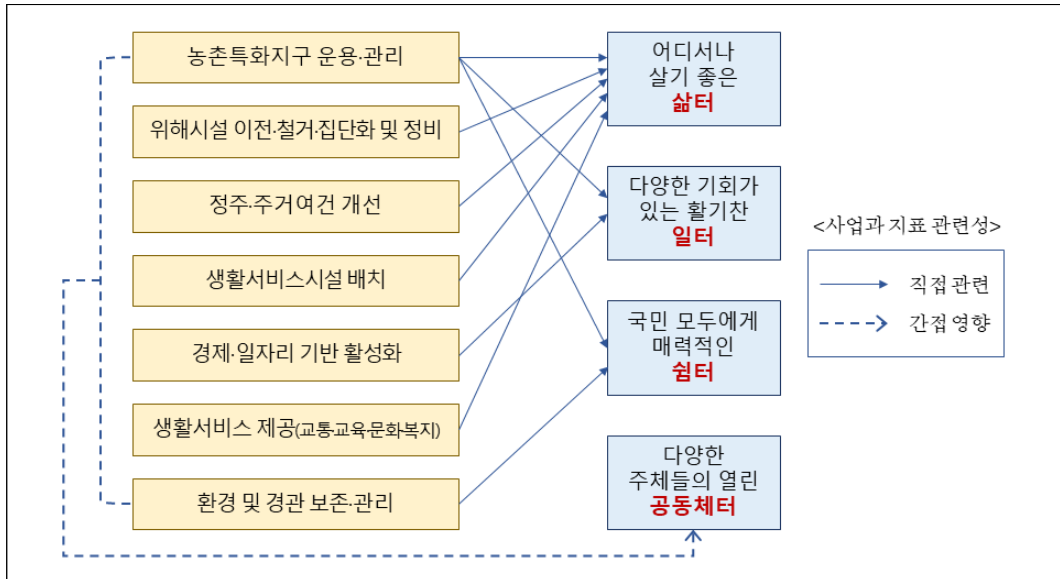 농촌특화지구 운용·관리
위해시설 이전·철거·집단화 및 정비
정주·주거여건 개선
생활서비스시설 배치
경제·일자리 기반 활성화
생활서비스 제공(교통·교육·문화복지)
환경 및 경관 보존·관리
어디서나
살기 좋은
삶터
다양한 기회가
있는 활기찬
일터
국민 모두에게
매력적인
쉼터
다양한
주체들의 열린
공동체터
<사업과 지표 관련성>
직접 관련
간접 영향